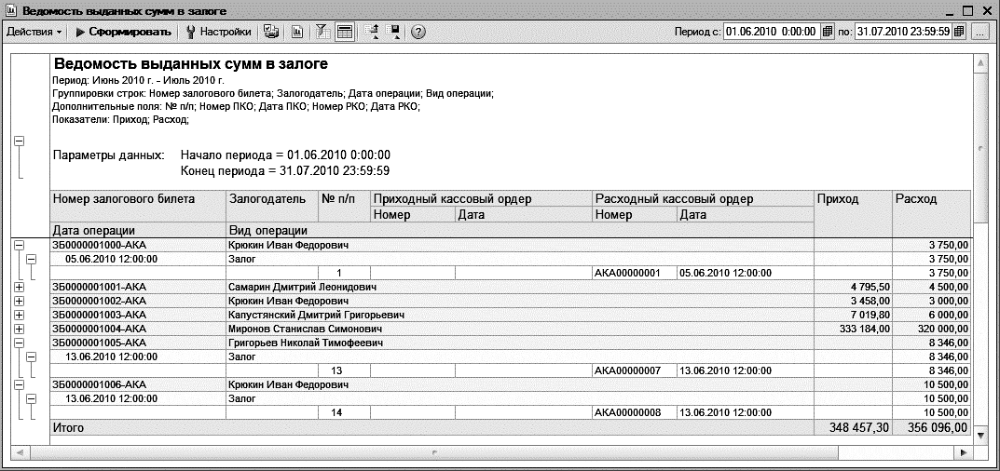 Ведомость выданных сумм в залоге
Действия Сформировать Настройки Период с: 01.06.2010 0:00:00 по: 31.07.2010 23:59:59 ...
Ведомость выданных сумм в залоге
Период: Июнь 2010 г. - Июль 2010 г.
Группировки строк: Номер залогового билета; Залогодатель; Дата операции; Вид операции;
Дополнительные поля: № п/п; Номер ПКО; Дата ПКО; Номер РКО; Дата РКО;
Показатели: Приход; Расход;
Параметры данных: Начало периода = 01.06.2010 0:00:00
Конец периода = 31.07.2010 23:59:59
Номер залогового билета Залогодатель № п/п Приходный кассовый ордер Расходный кассовый ордер Приход Расход
Номер Дата Номер Дата
Дата операции Вид операции
ЗБ0000001000-АКА Крюкин Иван Федорович 3 750,00
05.06.2010 12:00:00 Залог 3 750,00
1 АКА00000001 05.06.2010 12:00:00 3 750,00
ЗБ0000001001-АКА Самарин Дмитрий Леонидович 4 795,50 4 500,00
ЗБ0000001002-АКА Крюкин Иван Федорович 3 458,00 3 000,00
ЗБ0000001003-АКА Капустянский Дмитрий Григорьевич 7 019,80 6 000,00
ЗБ0000001004-АКА Миронов Станислав Симонович 333 184,00 320 000,00
ЗБ0000001005-АКА Григорьев Николай Тимофеевич 8 346,00
13.06.2010 12:00:00 Залог 8 346,00
13 АКА00000007 13.06.2010 12:00:00 8 346,00
ЗБ0000001006-АКА Крюкин Иван Федорович 10 500,00
13.06.2010 12:00:00 Залог 10 500,00
14 АКА00000008 13.06.2010 12:00:00 10 500,00
Итого 348 457,30 356 096,00